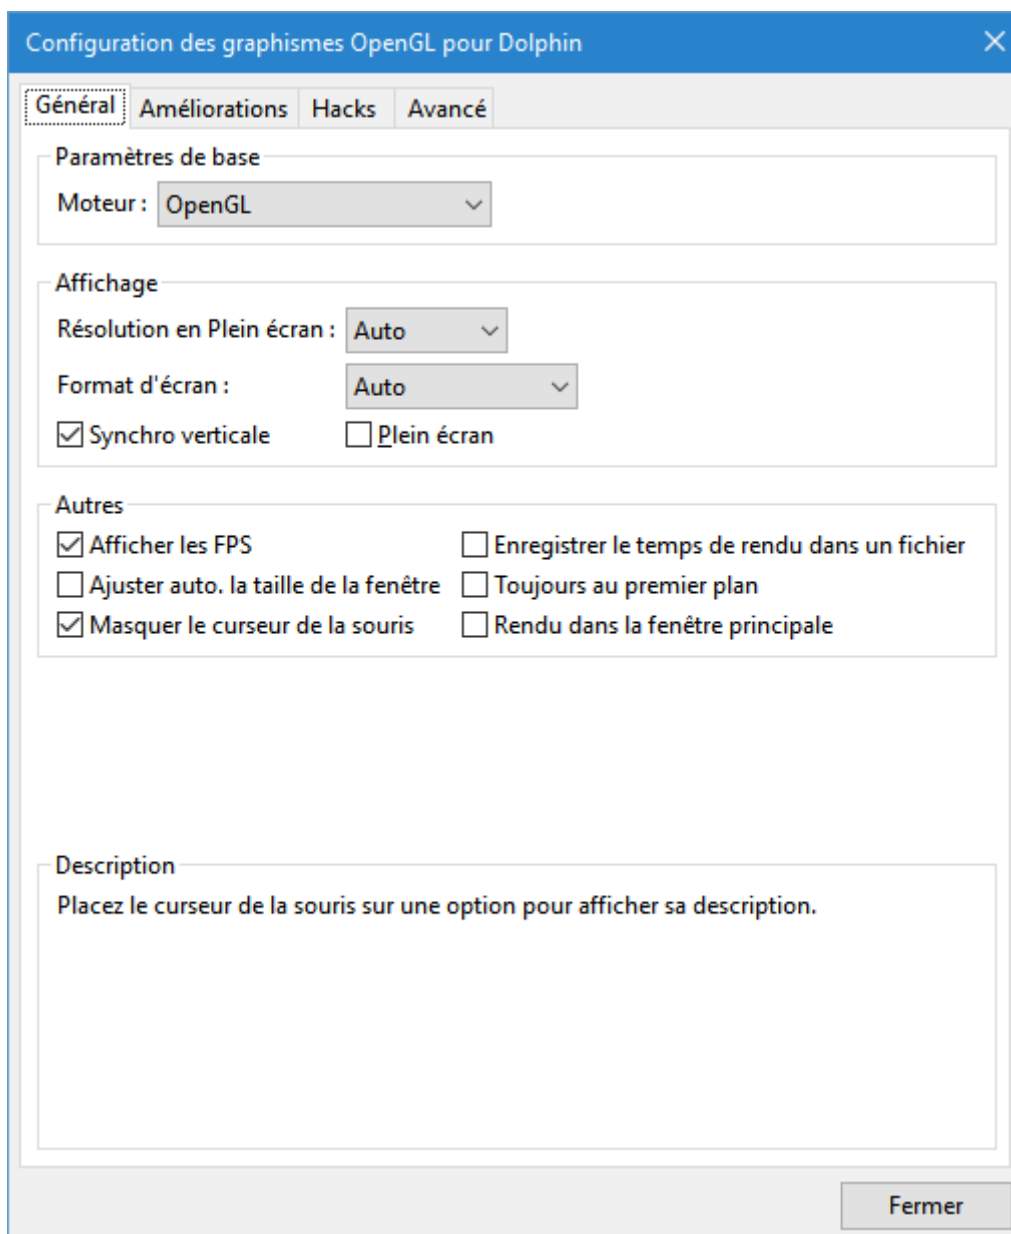 Configuration des graphismes OpenGL pour Dolphin
Général Améliorations Hacks Avancé
Paramètres de base
Moteur : OpenGL
Affichage
Résolution en Plein écran : Auto
Format d'écran : Auto
Synchro verticale Plein écran
Autres
Afficher les FPS Enregistrer le temps de rendu dans un fichier
Ajuster auto. la taille de la fenêtre Toujours au premier plan
Masquer le curseur de la souris Rendu dans la fenêtre principale
Description
Placez le curseur de la souris sur une option pour afficher sa description.
Fermer